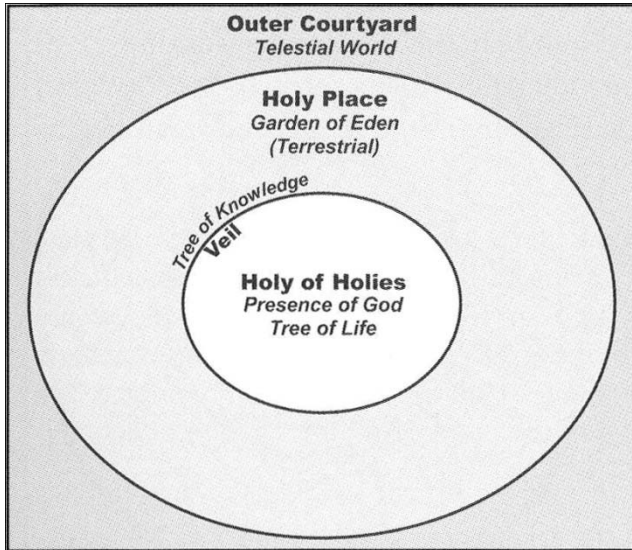 Outer Courtyard
Telestial World
Holy Place
Garden of Eden
(Terrestrial)
Tree of Knowledge
Veil
Holy of Holies
Presence of God
Tree of Life